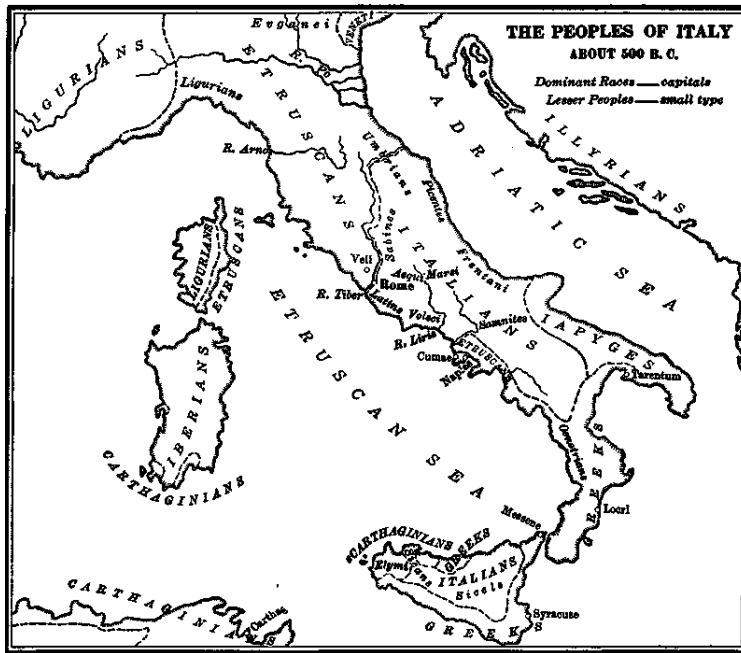 THE PEOPLES OF ITALY
ABOUT 500 B. C.
Dominant Races — capitals
Lesser Peoples — small type
Euganei
VENETI
R. Po
LIGURIANS
Ligurians
ETRUSCANS
R. Arno
Umbrians
Picentes
ADRIATIC SEA
ILLYRIANS
Sabines
ITALIANS
Frentani
Veii
Aequi
Marsi
Rome
R. Tiber
Latins
Volsci
R. Liris
Samnites
IAPYGES
LIGURIANS
ETRUSCANS
ETRUSCAN SEA
ETRUSCANS
Cumae
Tarentum
Oenotrians
GREEKS
Locri
IBERIANS
CARTHAGINIANS
Messene
CARTHAGINIANS
GREEKS
Elymi
ITALIANS
Sicels
Syracuse
GREEKS
CARTHAGINIANS